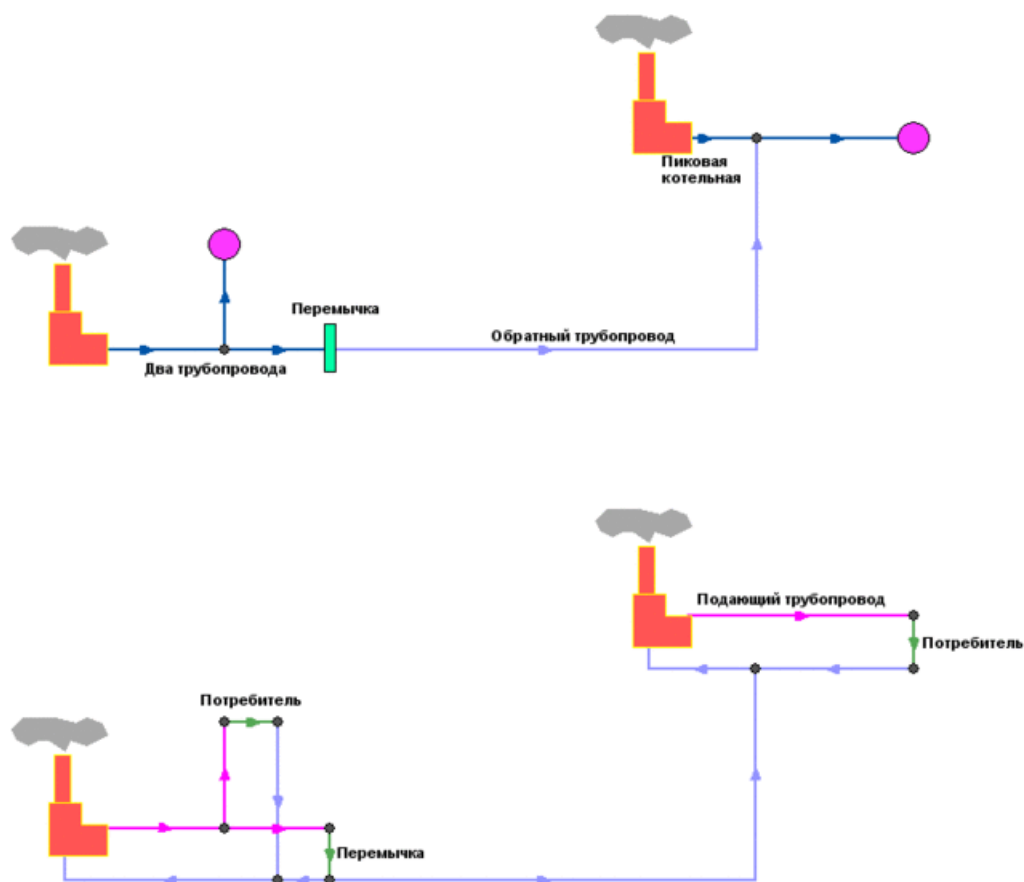 Пиковая
котельная
Перемычка
Обратный трубопровод
Два трубопровода
Подающий трубопровод
Потребитель
Потребитель
Перемычка